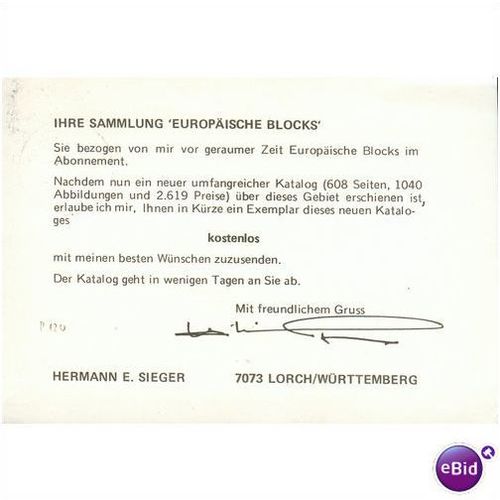 IHRE SAMMLUNG 'EUROPÄISCHE BLOCKS'
Sie bezogen von mir vor geraumer Zeit Europäische Blocks im
Abonnement.
Nachdem nun ein neuer umfangreicher Katalog (608 Seiten, 1040
Abbildungen und 2.619 Preise) über dieses Gebiet erschienen ist,
erlaube ich mir, Ihnen in Kürze ein Exemplar dieses neuen Katalo-
ges
kostenlos
mit meinen besten Wünschen zuzusenden.
Der Katalog geht in wenigen Tagen an Sie ab.
Mit freundlichem Gruss
HERMANN E. SIEGER 7073 LORCH/WÜRTTEMBERG
eBid